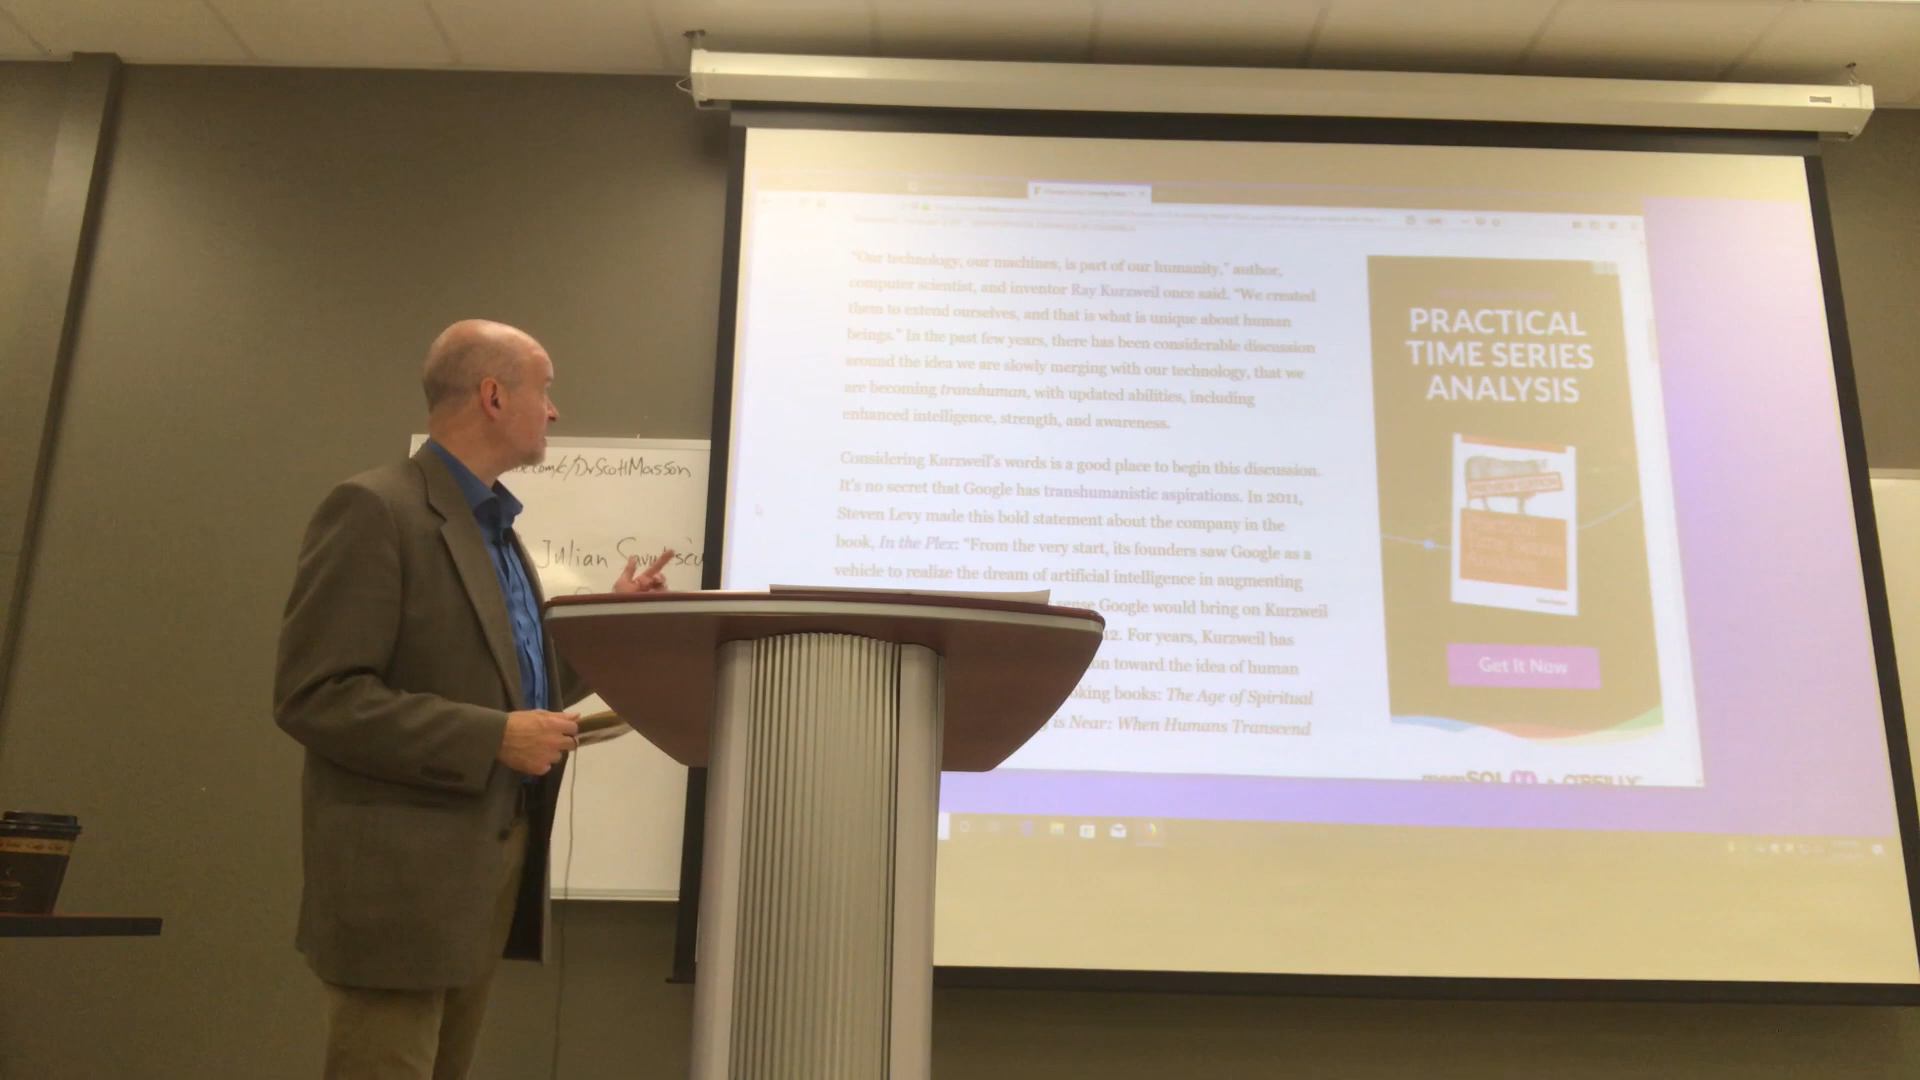 "Our technology, our machines, is part of our humanity," author,
computer scientist, and inventor Ray Kurzweil once said. "We created
them to extend ourselves, and that is what is unique about human
beings." In the past few years, there has been considerable discussion
around the idea we are slowly merging with our technology, that we
are becoming transhuman, with updated abilities, including
enhanced intelligence, strength, and awareness.
Considering Kurzweil's words is a good place to begin this discussion.
It's no secret that Google has transhumanistic aspirations. In 2011,
Steven Levy made this bold statement about the company in the
book, In the Plex: "From the very start, its founders saw Google as a
vehicle to realize the dream of artificial intelligence in augmenting
sense Google would bring on Kurzweil
12. For years, Kurzweil has
on toward the idea of human
oking books: The Age of Spiritual
is Near: When Humans Transcend
PRACTICAL
TIME SERIES
ANALYSIS
Get It Now
memSQL
O'REILLY
be.com/c/DrScottMasson
Julian